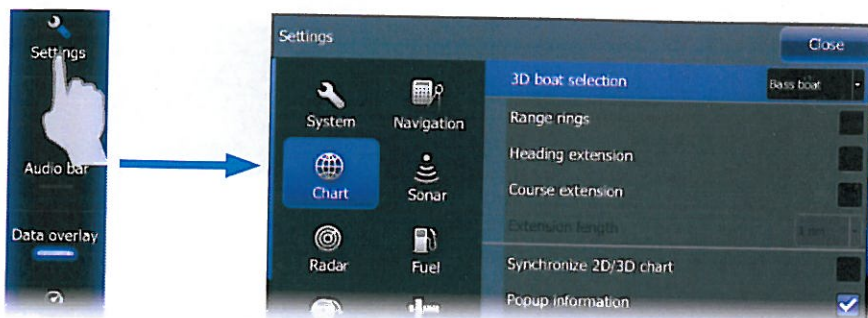 Settings
Audio bar
Data overlay
Settings
Close
System
Navigation
Chart
Sonar
Radar
Fuel
3D boat selection
Bass boat
Range rings
Heading extension
Course extension
Extension length
Synchronize 2D/3D chart
Popup information